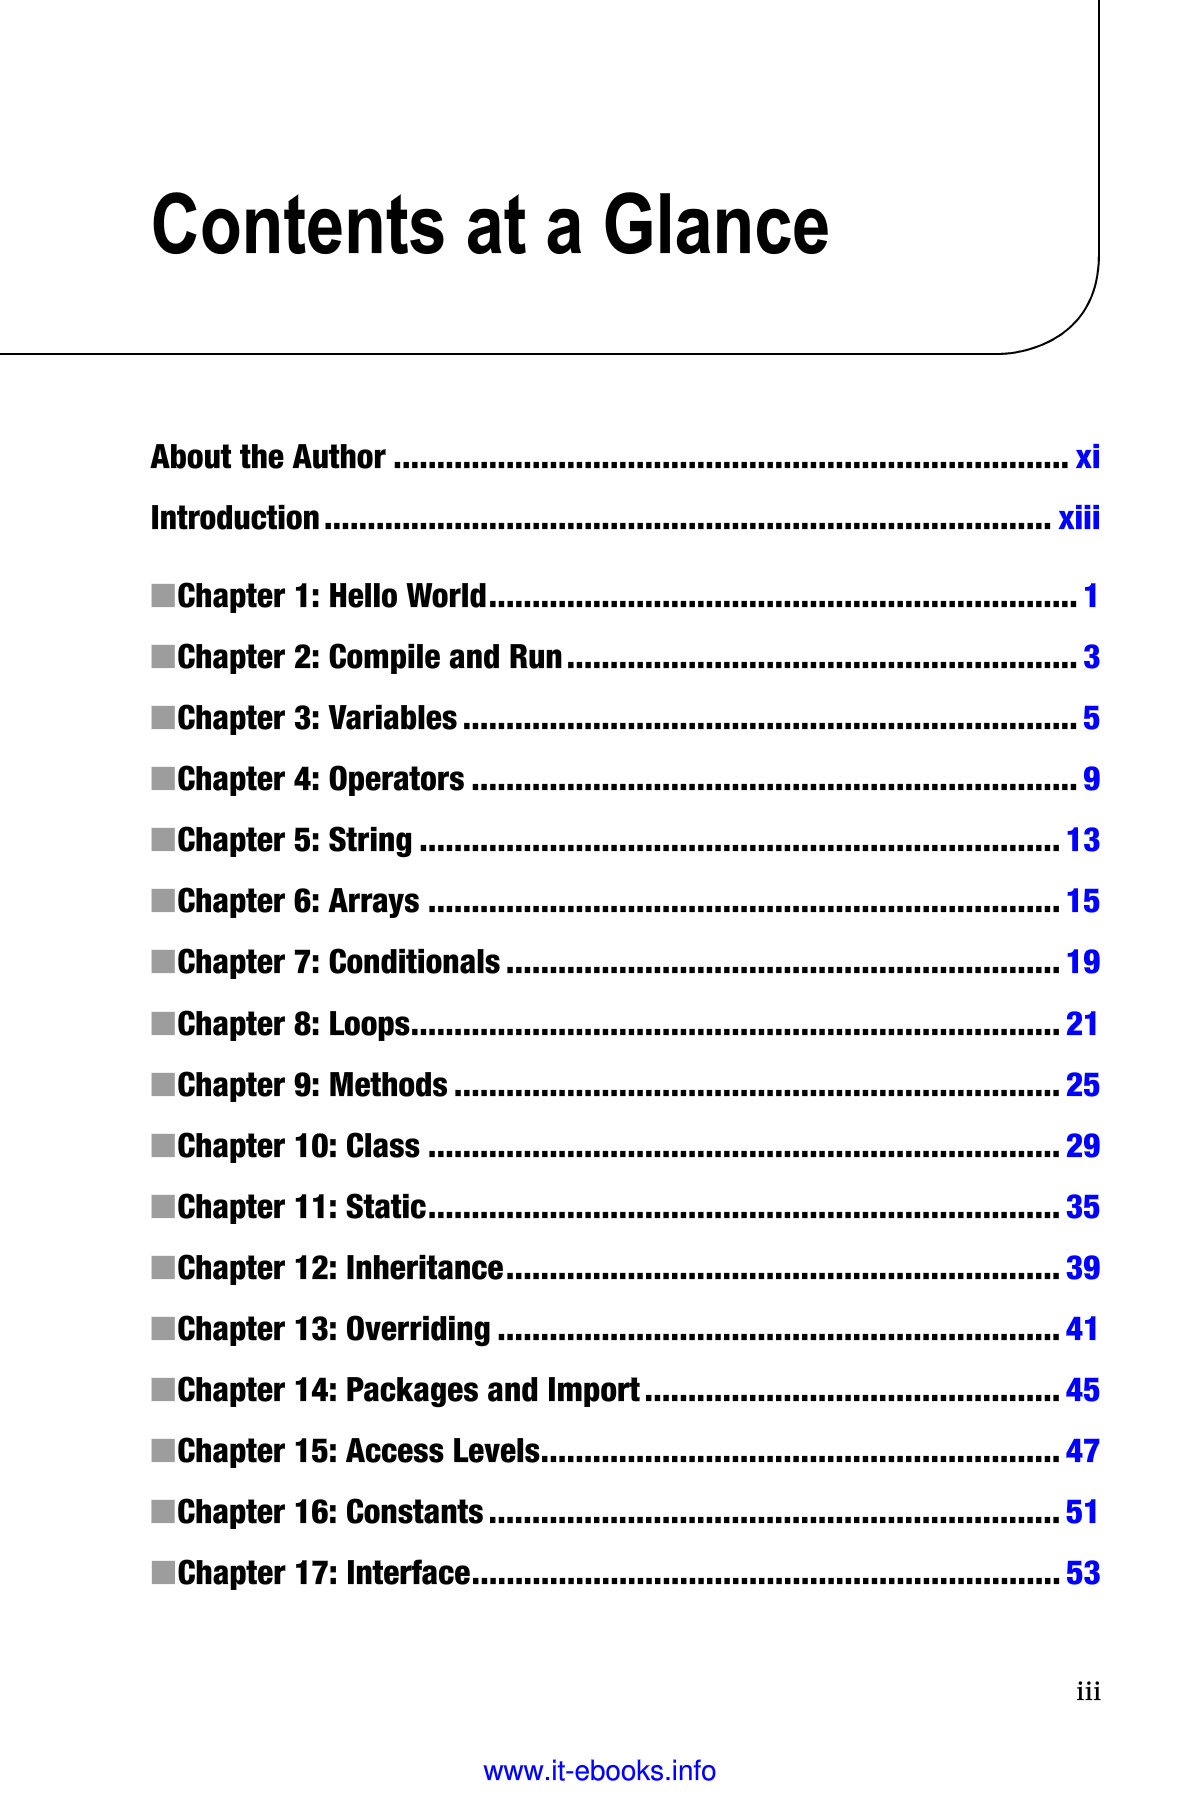 Contents at a Glance
About the Author .............................................................................. xi
Introduction .................................................................................... xiii
■Chapter 1: Hello World.................................................................... 1
■Chapter 2: Compile and Run ........................................................... 3
■Chapter 3: Variables ....................................................................... 5
■Chapter 4: Operators ...................................................................... 9
■Chapter 5: String .......................................................................... 13
■Chapter 6: Arrays ......................................................................... 15
■Chapter 7: Conditionals ................................................................ 19
■Chapter 8: Loops........................................................................... 21
■Chapter 9: Methods ...................................................................... 25
■Chapter 10: Class ......................................................................... 29
■Chapter 11: Static......................................................................... 35
■Chapter 12: Inheritance................................................................ 39
■Chapter 13: Overriding ................................................................. 41
■Chapter 14: Packages and Import ................................................ 45
■Chapter 15: Access Levels............................................................ 47
■Chapter 16: Constants .................................................................. 51
■Chapter 17: Interface.................................................................... 53
iii
www.it-ebooks.info